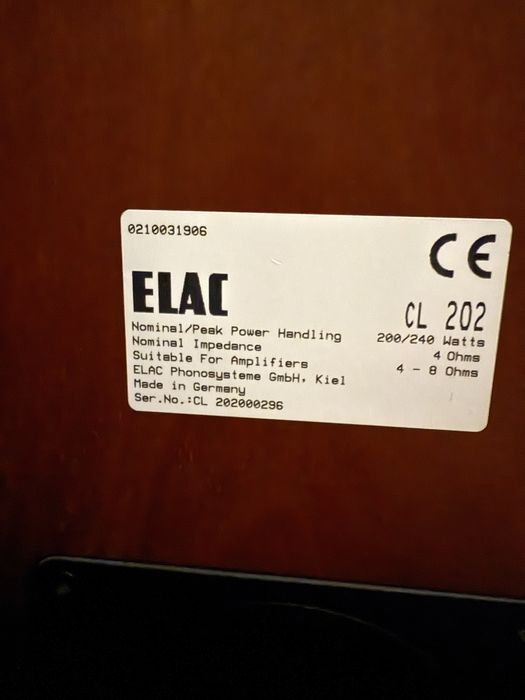 0210031906
CE
ELAC
CL 202
Nominal/Peak Power Handling 200/240 Watts
Nominal Impedance 4 Ohms
Suitable For Amplifiers 4 - 8 Ohms
ELAC Phonosysteme GmbH, Kiel
Made in Germany
Ser.No.:CL 202000296